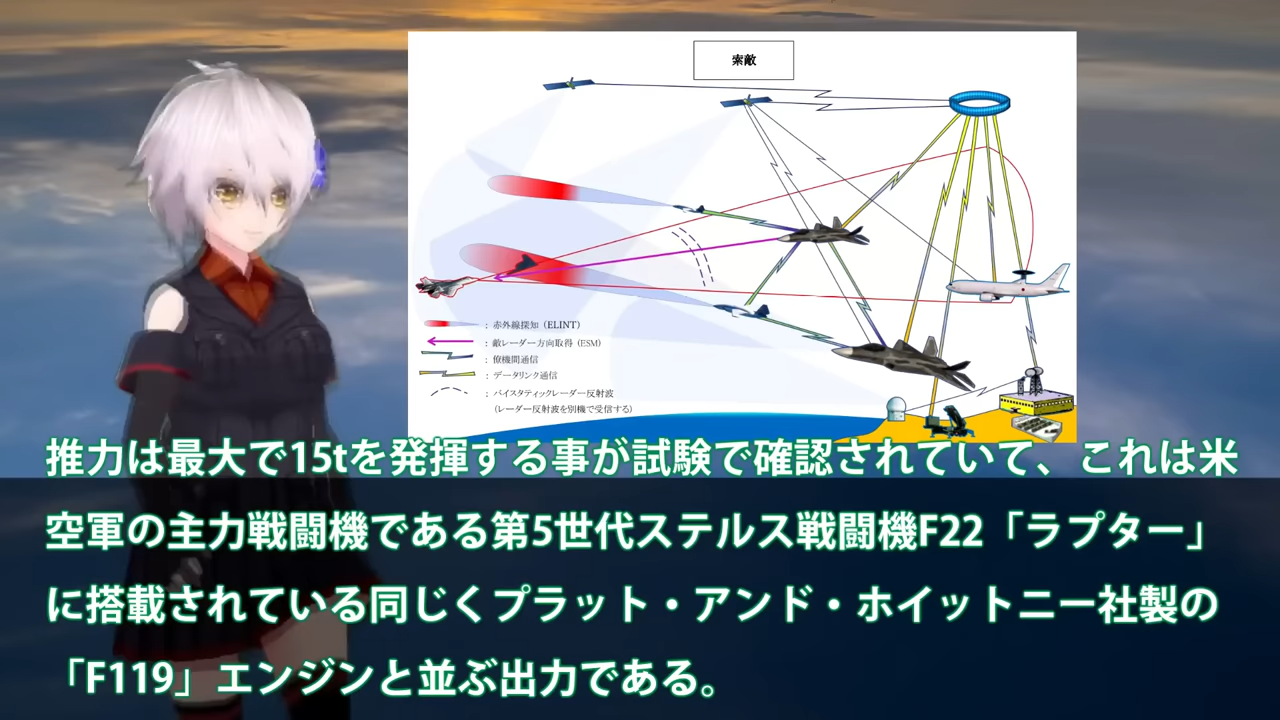 索敵
：赤外線探知（ELINT）
：敵レーダー方向取得（ESM）
：僚機間通信
：データリンク通信
：バイスタティックレーダー反射波
（レーダー反射波を別機で受信する）
推力は最大で15tを発揮する事が試験で確認されていて、これは米
空軍の主力戦闘機である第5世代ステルス戦闘機F22「ラプター」
に搭載されている同じくプラット・アンド・ホイットニー社製の
「F119」エンジンと並ぶ出力である。